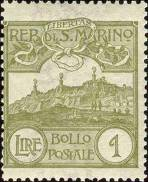 LIBERTAS
REP. DI S. MARINO
LIRE BOLLO POSTALE 1